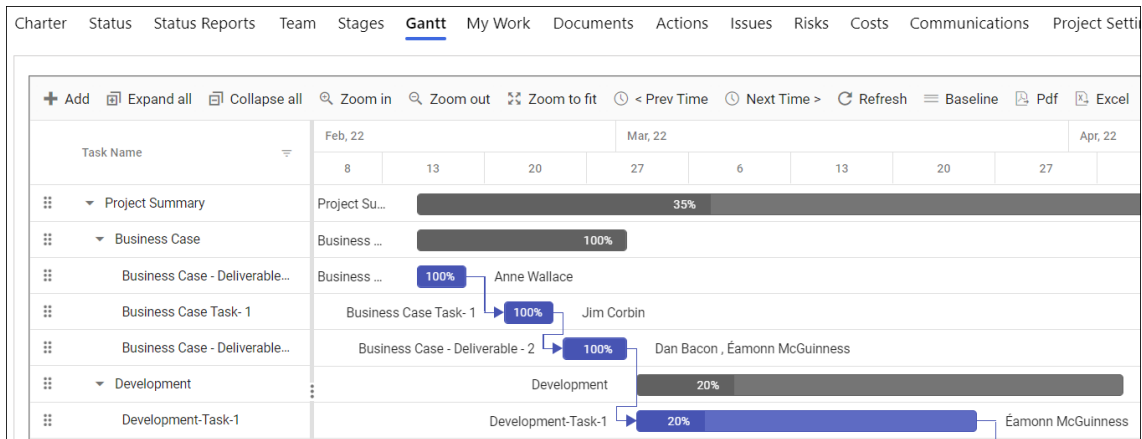 Charter Status Status Reports Team Stages Gantt My Work Documents Actions Issues Risks Costs Communications Project Setti
Add Expand all Collapse all Zoom in Zoom out Zoom to fit < Prev Time Next Time > Refresh Baseline Pdf Excel
Task Name
Feb, 22 Mar, 22 Apr, 22
8 13 20 27 6 13 20 27
Project Summary Project Su... 35%
Business Case Business ... 100%
Business Case - Deliverable... Business ... 100% Anne Wallace
Business Case Task- 1 Business Case Task- 1 100% Jim Corbin
Business Case - Deliverable... Business Case - Deliverable - 2 100% Dan Bacon , Éamonn McGuinness
Development Development 20%
Development-Task-1 Development-Task-1 20% Éamonn McGuinness